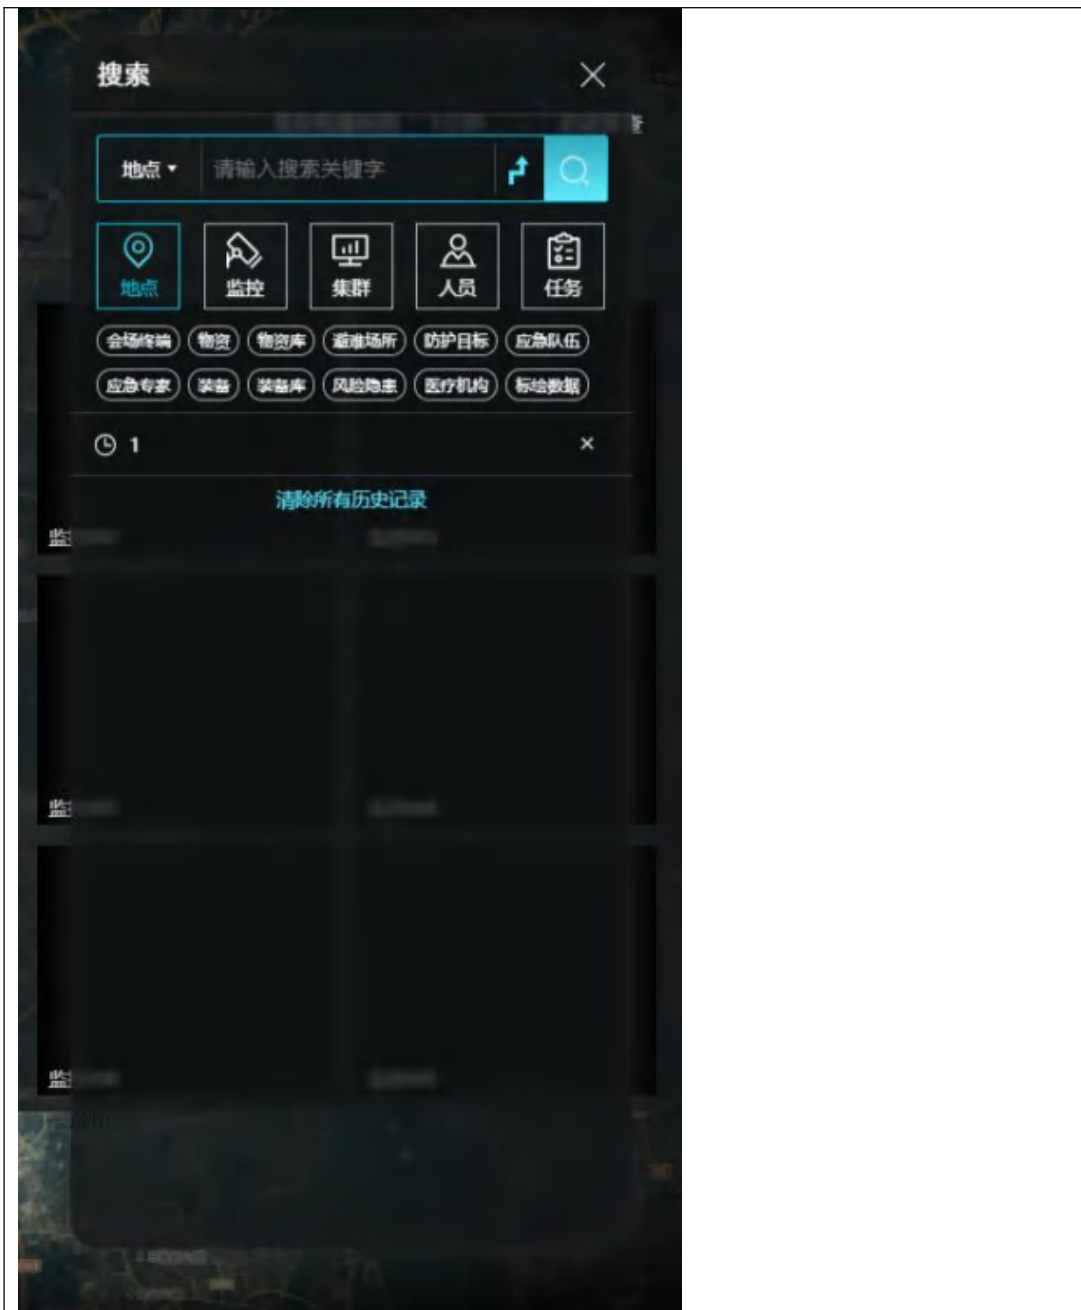 搜索
地点 请输入搜索关键字
地点 监控 集群 人员 任务
会场终端 物资 物资库 避难场所 防护目标 应急队伍
应急专家 装备 装备库 风险隐患 医疗机构 标绘数据
1
清除所有历史记录
监
监
监